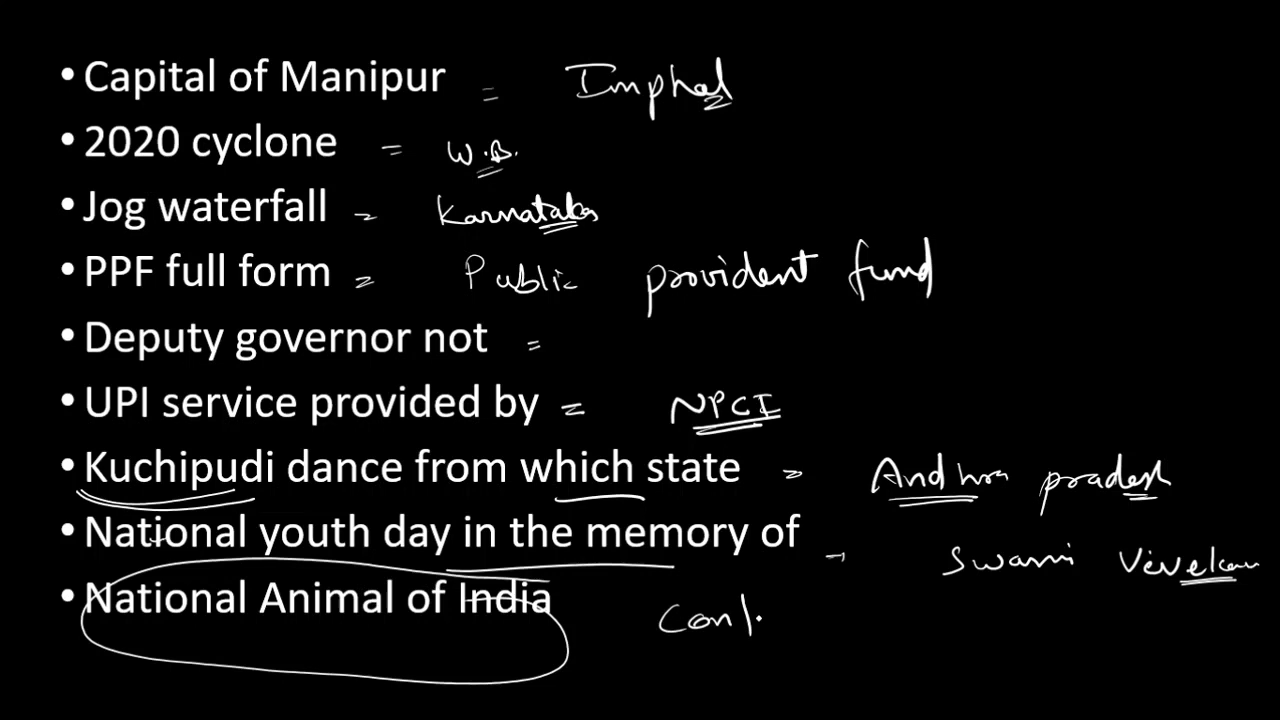 • Capital of Manipur = Imphal
• 2020 cyclone = W.B.
• Jog waterfall = Karnataka
• PPF full form = Public provident fund
• Deputy governor not =
• UPI service provided by = NPCI
• Kuchipudi dance from which state = Andhra pradesh
• National youth day in the memory of - Swami
• National Animal of India